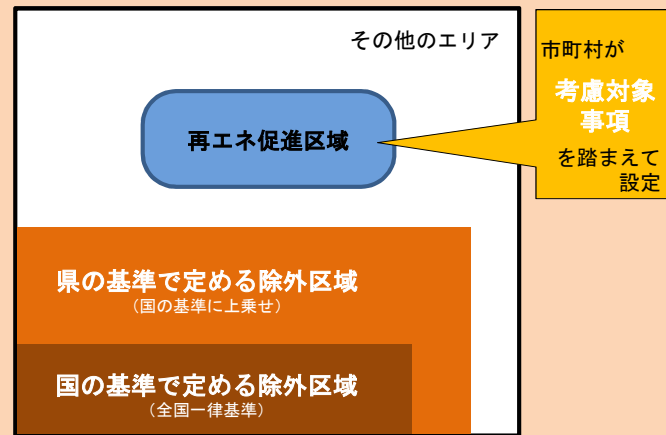 その他のエリア
市町村が
考慮対象
事項
を踏まえて
設定
再エネ促進区域
県の基準で定める除外区域
（国の基準に上乗せ）
国の基準で定める除外区域
（全国一律基準）